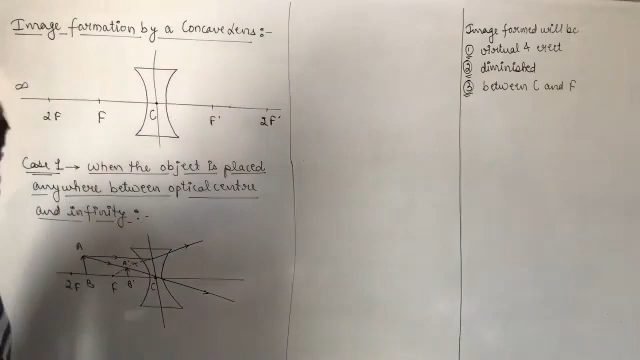 Image formation by a Concave Lens:-
∞
2F F C F' 2F'
Case 1 → when the object is placed
anywhere between optical centre
and infinity :-
A
A'
2F B F B' C
Image formed will be
① virtual & erect
② diminished
③ between C and F